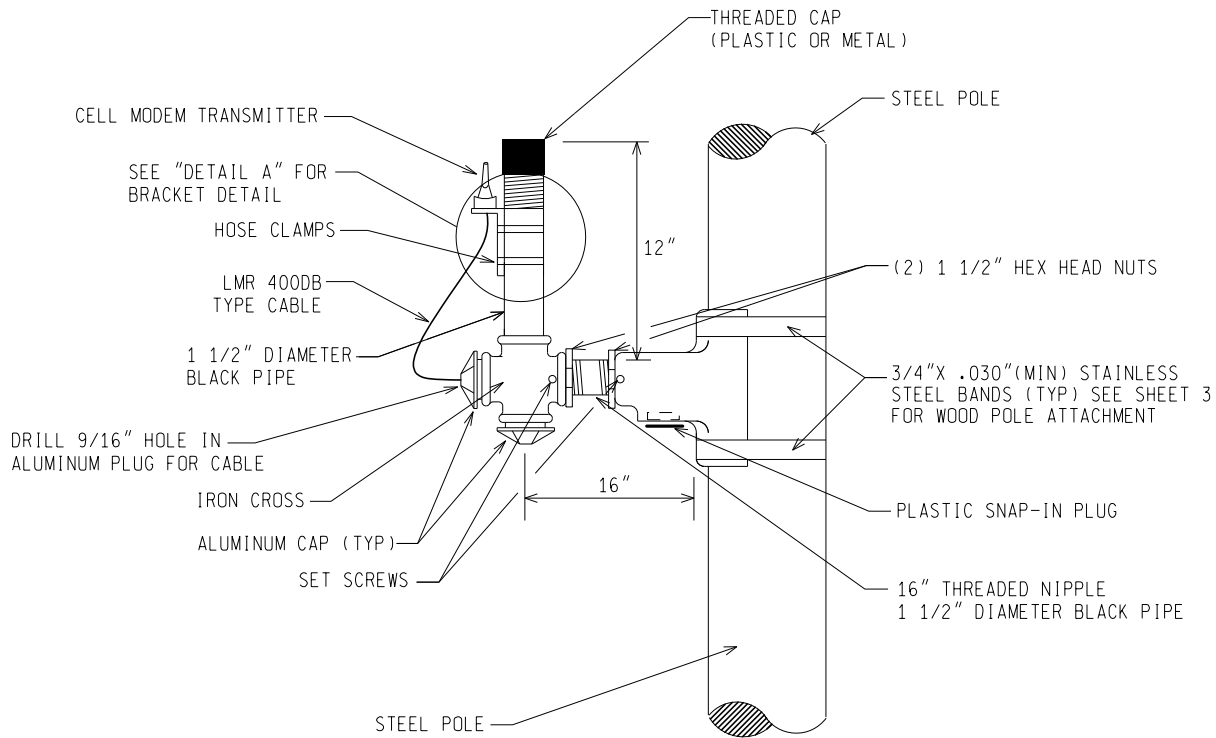 THREADED CAP
(PLASTIC OR METAL)
STEEL POLE
CELL MODEM TRANSMITTER
SEE "DETAIL A" FOR
BRACKET DETAIL
HOSE CLAMPS
12"
(2) 1 1/2" HEX HEAD NUTS
LMR 400DB
TYPE CABLE
1 1/2" DIAMETER
BLACK PIPE
3/4"X .030"(MIN) STAINLESS
STEEL BANDS (TYP) SEE SHEET 3
FOR WOOD POLE ATTACHMENT
DRILL 9/16" HOLE IN
ALUMINUM PLUG FOR CABLE
16"
IRON CROSS
PLASTIC SNAP-IN PLUG
ALUMINUM CAP (TYP)
SET SCREWS
16" THREADED NIPPLE
1 1/2" DIAMETER BLACK PIPE
STEEL POLE